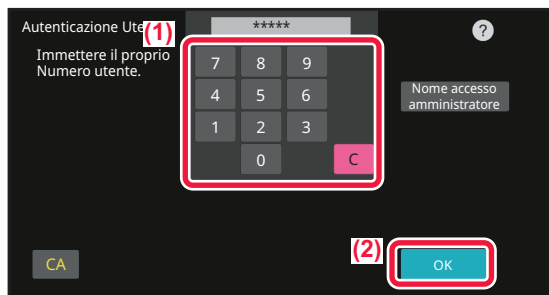 Autenticazione Ute
(1)
*****
?
Immettere il proprio
Numero utente.
7 8 9
4 5 6
1 2 3
0 C
Nome accesso
amministratore
(2)
CA
OK